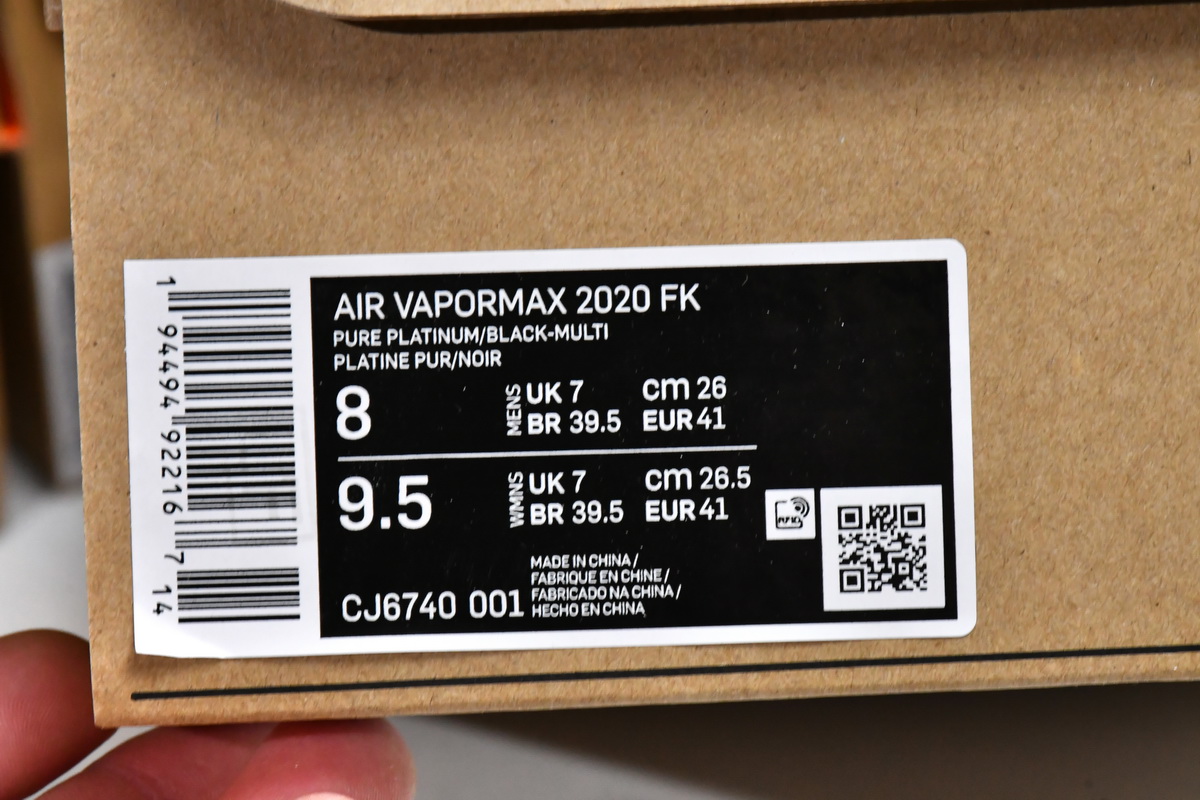 AIR VAPORMAX 2020 FK
PURE PLATINUM/BLACK-MULTI
PLATINE PUR/NOIR
8
MENS
UK 7 cm 26
BR 39.5 EUR 41
9.5
WMNS
UK 7 cm 26.5
BR 39.5 EUR 41
RFID
MADE IN CHINA /
FABRIQUE EN CHINE /
FABRICADO NA CHINA /
HECHO EN CHINA
CJ6740 001
1 94494 92216 7 14